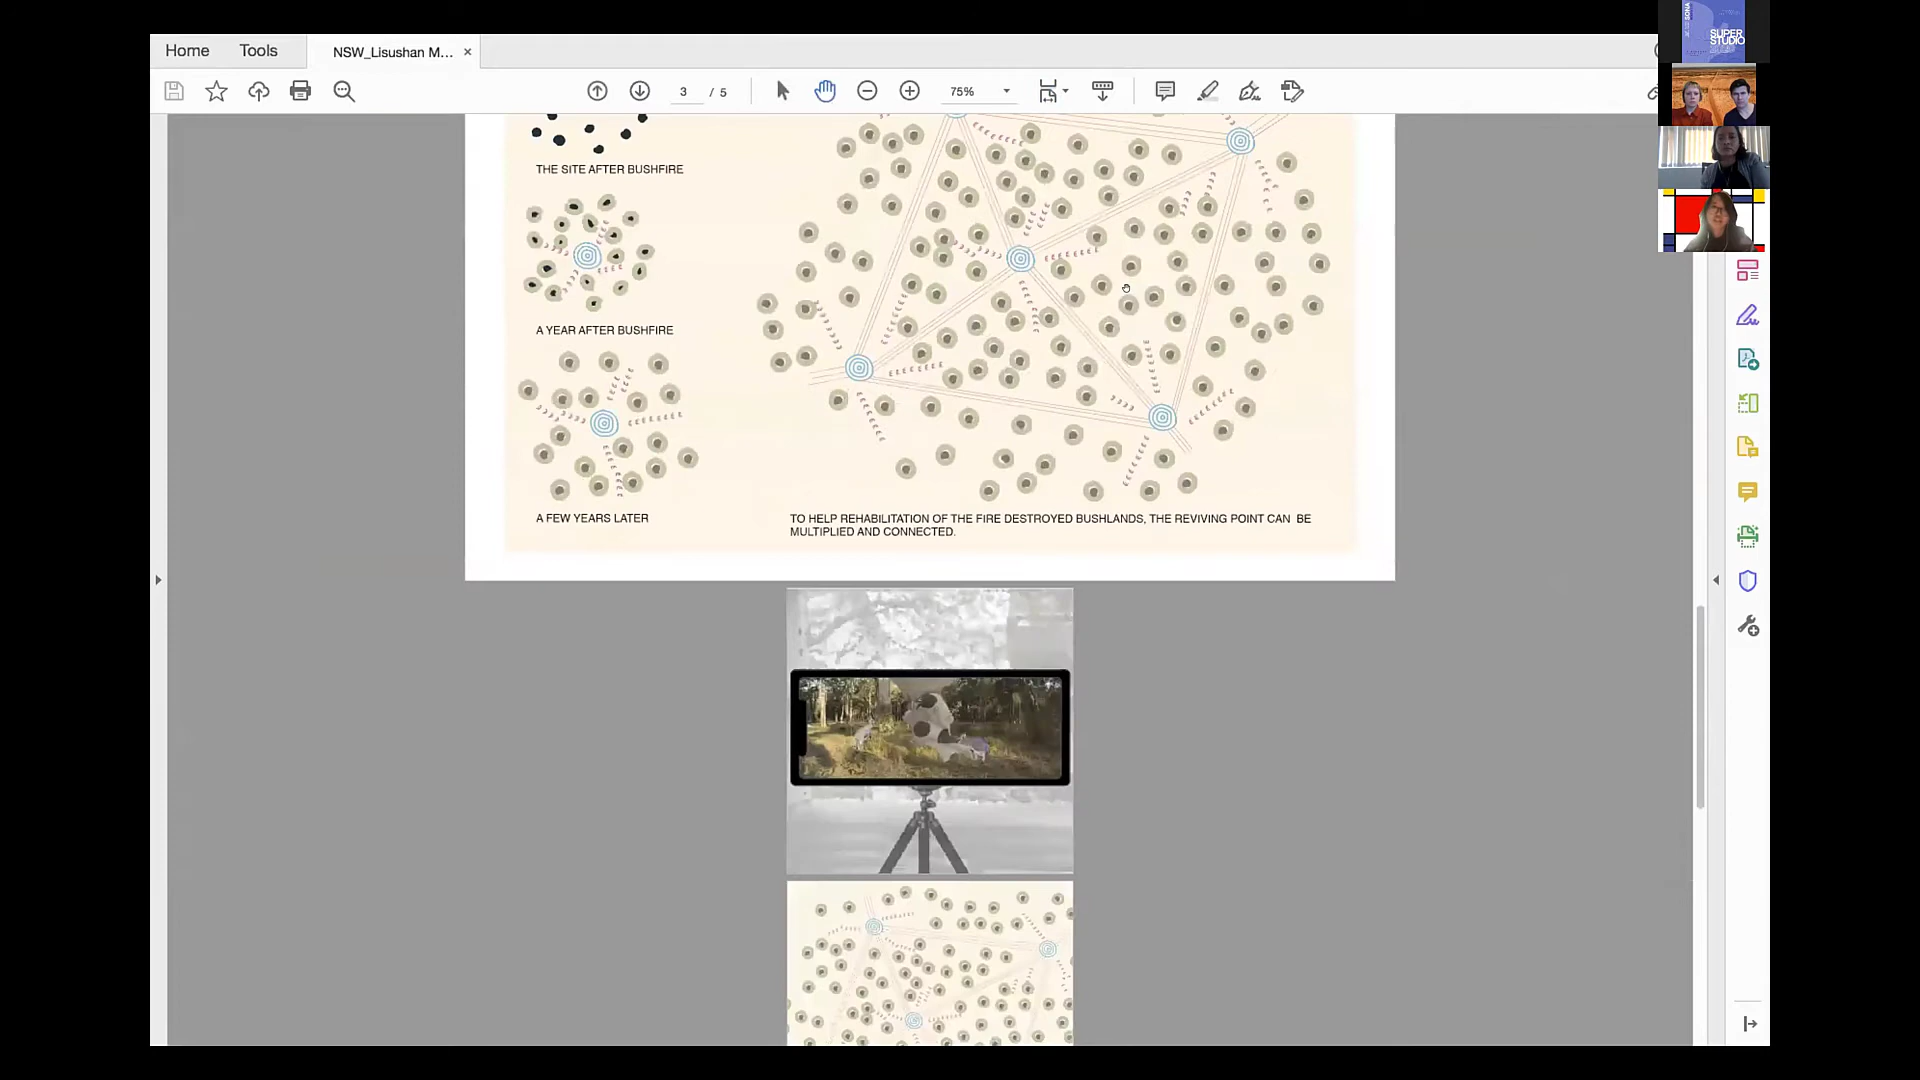 Home
Tools
NSW_Lisushan M...
×
3 / 5
75%
SONA
SUPER
STUDIO
THE SITE AFTER BUSHFIRE
A YEAR AFTER BUSHFIRE
A FEW YEARS LATER
TO HELP REHABILITATION OF THE FIRE DESTROYED BUSHLANDS, THE REVIVING POINT CAN BE
MULTIPLIED AND CONNECTED.